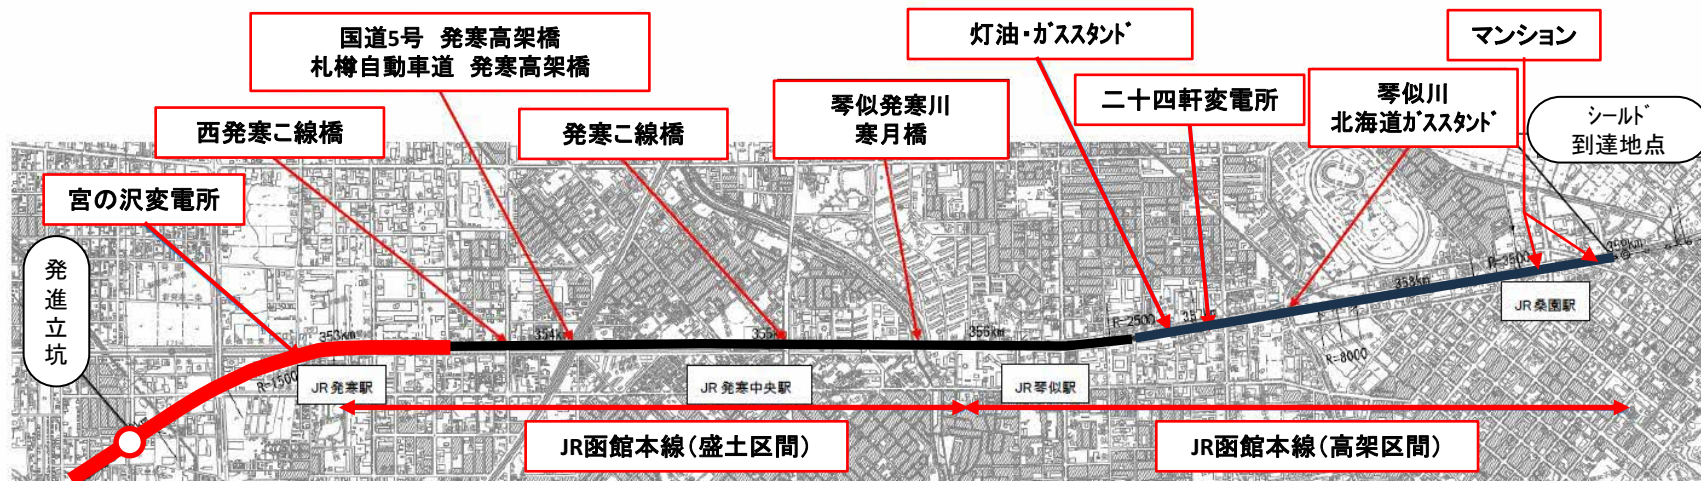 国道5号 発寒高架橋
札樽自動車道 発寒高架橋
灯油・ｶﾞｽスタンﾄﾞ
マンション
西発寒こ線橋
発寒こ線橋
琴似発寒川
寒月橋
二十四軒変電所
琴似川
北海道ｶﾞｽスタンﾄﾞ
シールﾄﾞ
到達地点
宮の沢変電所
発進立坑
353km
354k
356km
358km
R=1500
R=2500
R=8000
R=3500
JR発寒駅
JR発寒中央駅
JR琴似駅
JR桑園駅
JR函館本線（盛土区間）
JR函館本線（高架区間）